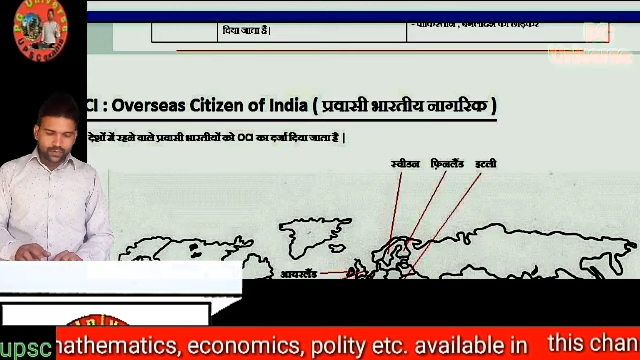 दिया जाता है|
- पाकिस्तान , बांग्लादेश को छोड़कर
CI : Overseas Citizen of India ( प्रवासी भारतीय नागरिक )
देशों में रहने वाले प्रवासी भारतीयों को OCI का दर्जा दिया जाता है |
स्वीडन फ़िनलैंड इटली
आयरलैंड
upsc mathematics, economics, polity etc. available in this chan